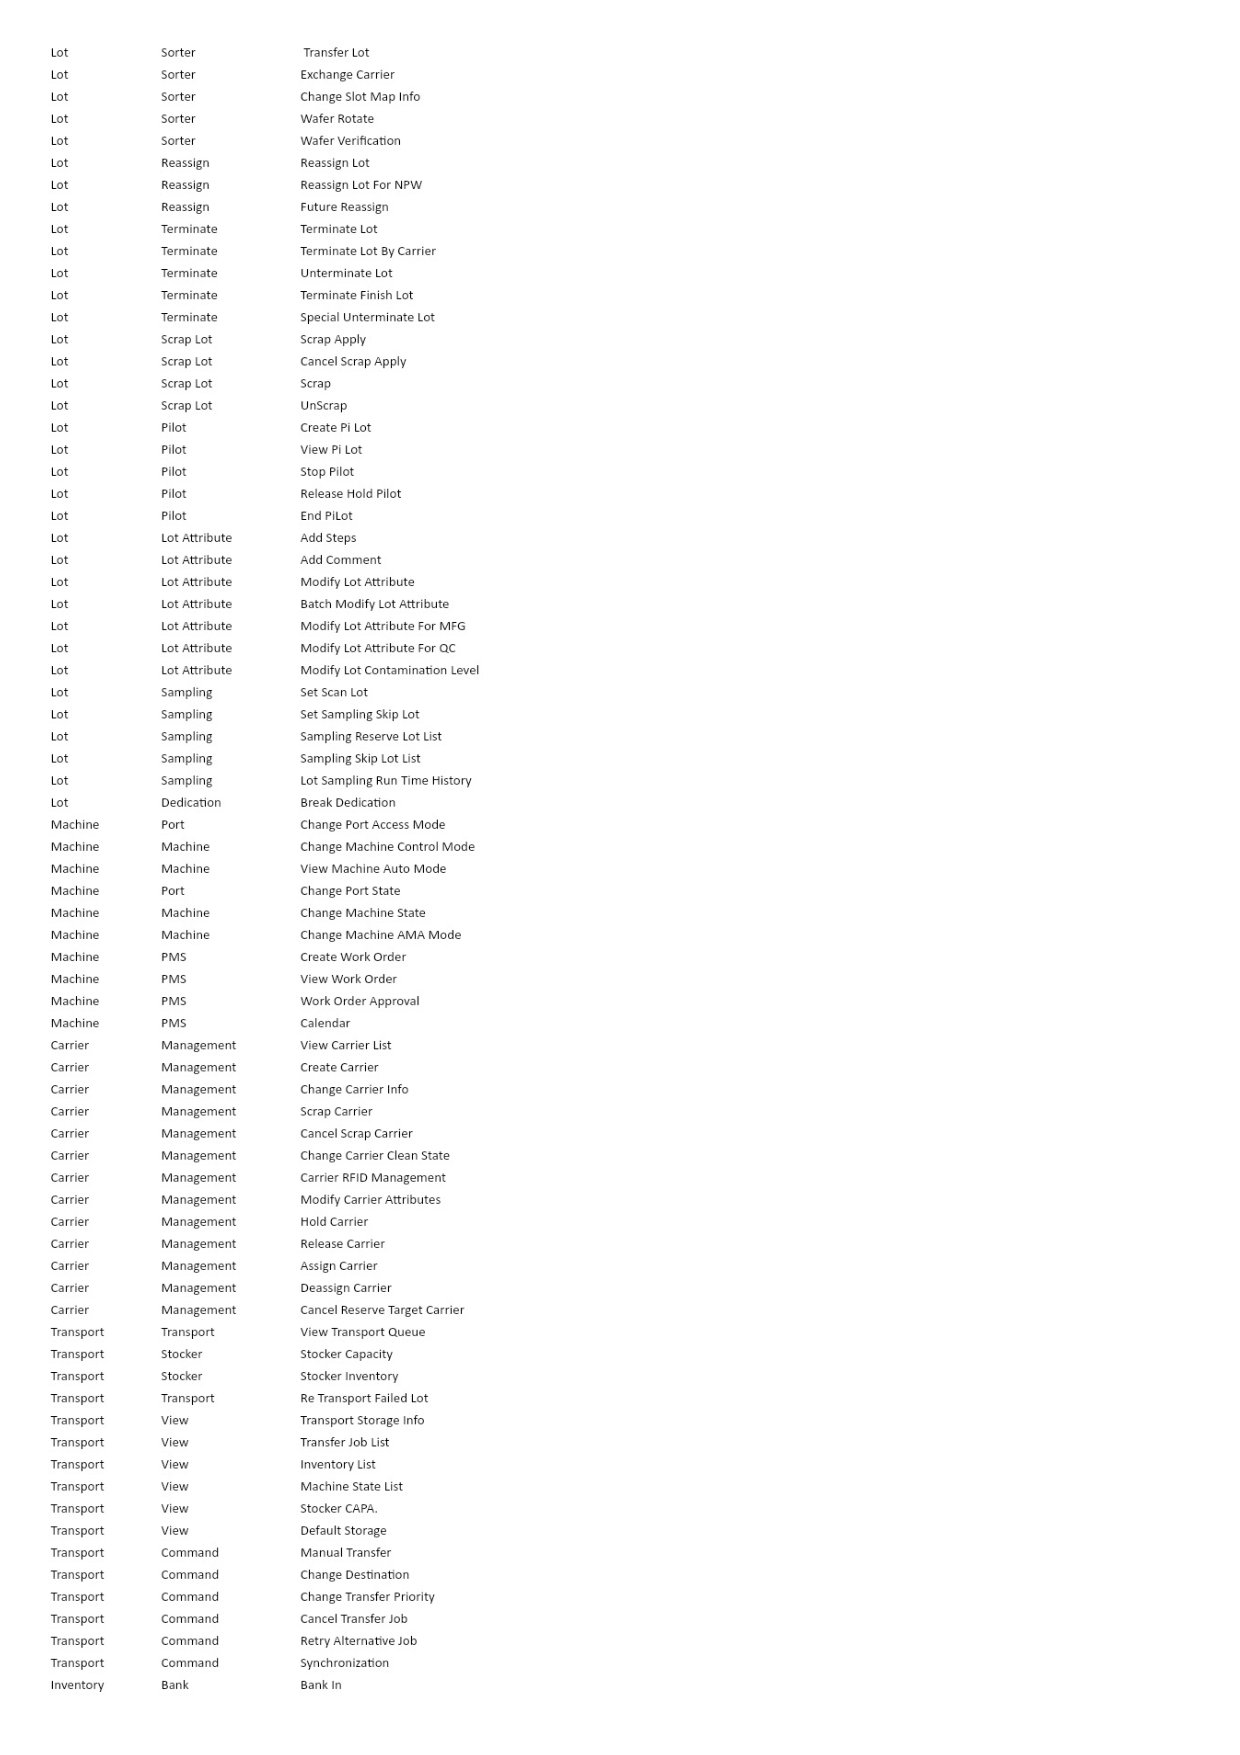 Lot Sorter Transfer Lot
Lot Sorter Exchange Carrier
Lot Sorter Change Slot Map Info
Lot Sorter Wafer Rotate
Lot Sorter Wafer Verification
Lot Reassign Reassign Lot
Lot Reassign Reassign Lot For NPW
Lot Reassign Future Reassign
Lot Terminate Terminate Lot
Lot Terminate Terminate Lot By Carrier
Lot Terminate Unterminate Lot
Lot Terminate Terminate Finish Lot
Lot Terminate Special Unterminate Lot
Lot Scrap Lot Scrap Apply
Lot Scrap Lot Cancel Scrap Apply
Lot Scrap Lot Scrap
Lot Scrap Lot UnScrap
Lot Pilot Create Pi Lot
Lot Pilot View Pi Lot
Lot Pilot Stop Pilot
Lot Pilot Release Hold Pilot
Lot Pilot End PiLot
Lot Lot Attribute Add Steps
Lot Lot Attribute Add Comment
Lot Lot Attribute Modify Lot Attribute
Lot Lot Attribute Batch Modify Lot Attribute
Lot Lot Attribute Modify Lot Attribute For MFG
Lot Lot Attribute Modify Lot Attribute For QC
Lot Lot Attribute Modify Lot Contamination Level
Lot Sampling Set Scan Lot
Lot Sampling Set Sampling Skip Lot
Lot Sampling Sampling Reserve Lot List
Lot Sampling Sampling Skip Lot List
Lot Sampling Lot Sampling Run Time History
Lot Dedication Break Dedication
Machine Port Change Port Access Mode
Machine Machine Change Machine Control Mode
Machine Machine View Machine Auto Mode
Machine Port Change Port State
Machine Machine Change Machine State
Machine Machine Change Machine AMA Mode
Machine PMS Create Work Order
Machine PMS View Work Order
Machine PMS Work Order Approval
Machine PMS Calendar
Carrier Management View Carrier List
Carrier Management Create Carrier
Carrier Management Change Carrier Info
Carrier Management Scrap Carrier
Carrier Management Cancel Scrap Carrier
Carrier Management Change Carrier Clean State
Carrier Management Carrier RFID Management
Carrier Management Modify Carrier Attributes
Carrier Management Hold Carrier
Carrier Management Release Carrier
Carrier Management Assign Carrier
Carrier Management Deassign Carrier
Carrier Management Cancel Reserve Target Carrier
Transport Transport View Transport Queue
Transport Stocker Stocker Capacity
Transport Stocker Stocker Inventory
Transport Transport Re Transport Failed Lot
Transport View Transport Storage Info
Transport View Transfer Job List
Transport View Inventory List
Transport View Machine State List
Transport View Stocker CAPA.
Transport View Default Storage
Transport Command Manual Transfer
Transport Command Change Destination
Transport Command Change Transfer Priority
Transport Command Cancel Transfer Job
Transport Command Retry Alternative Job
Transport Command Synchronization
Inventory Bank Bank In